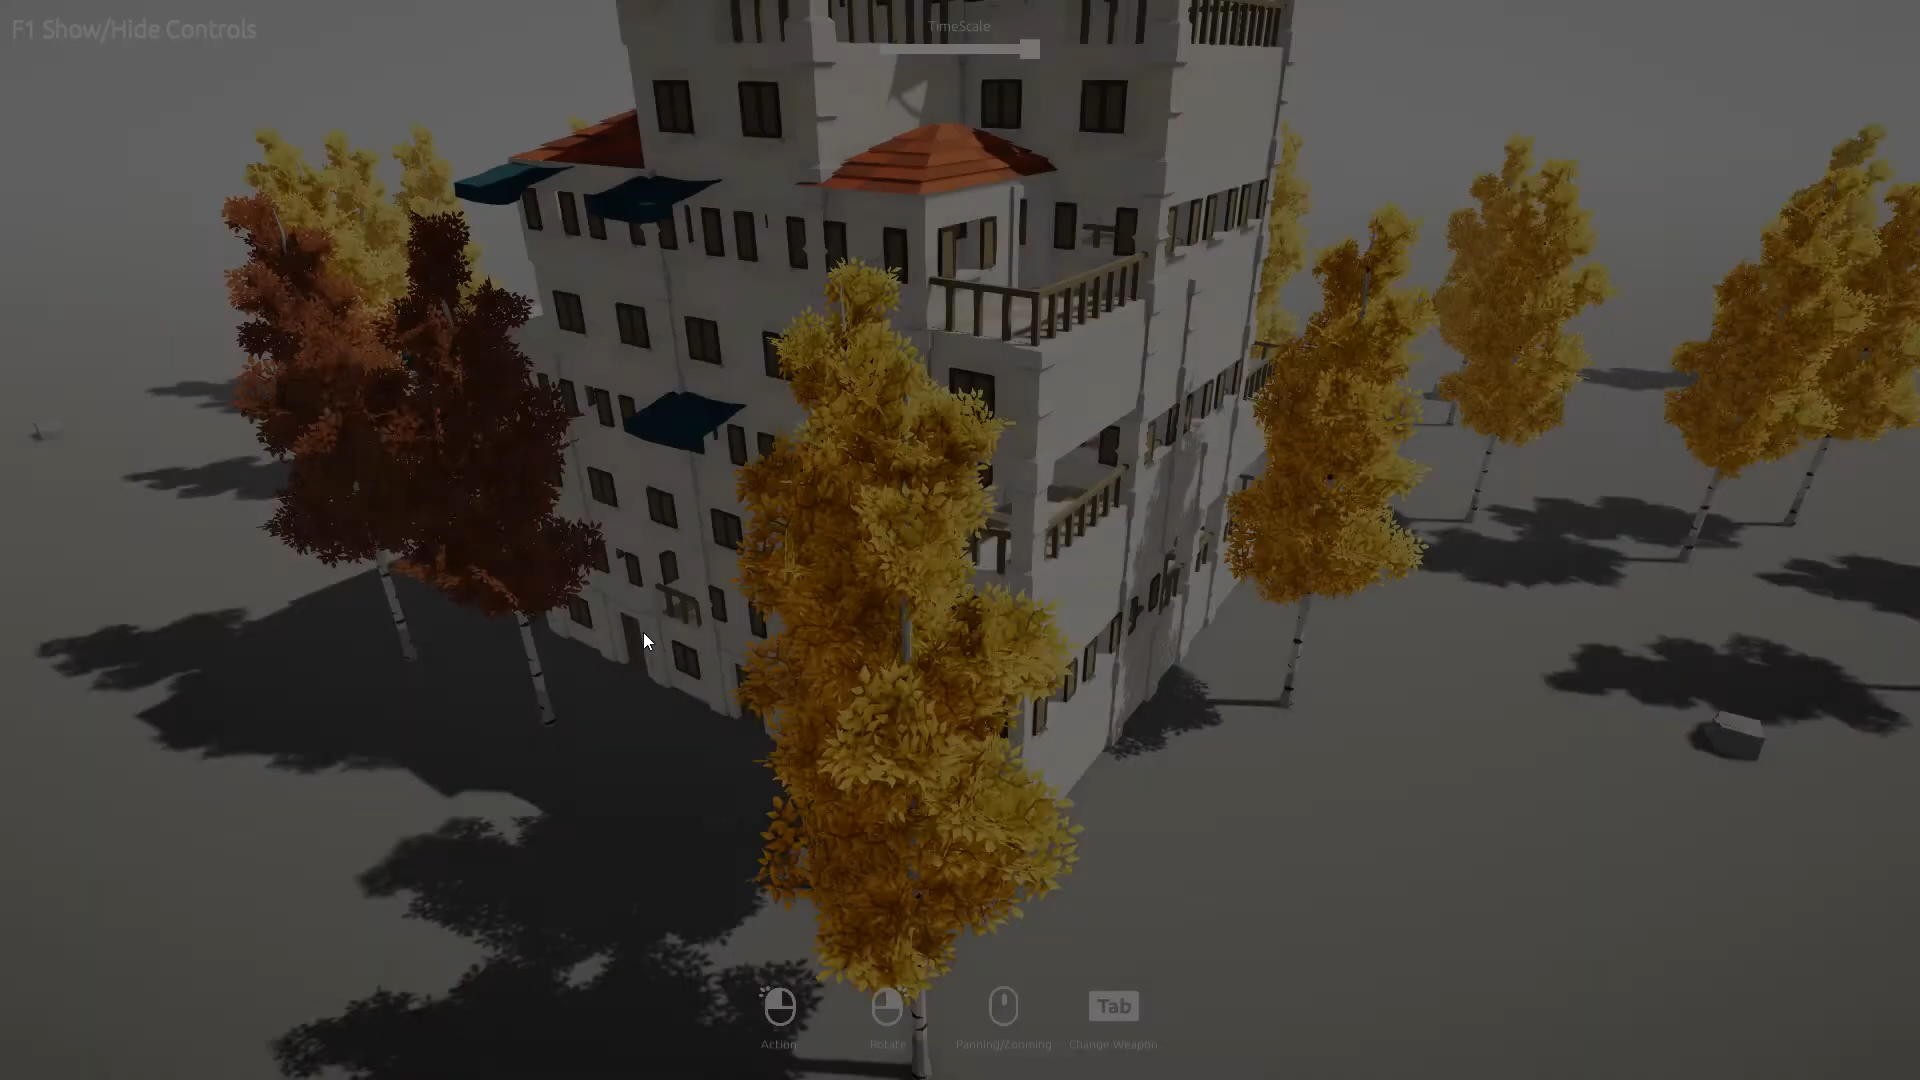 F1 Show/Hide Controls
TimeScale
Tab
Action
Rotate
Panning/Zooming
Change Weapon